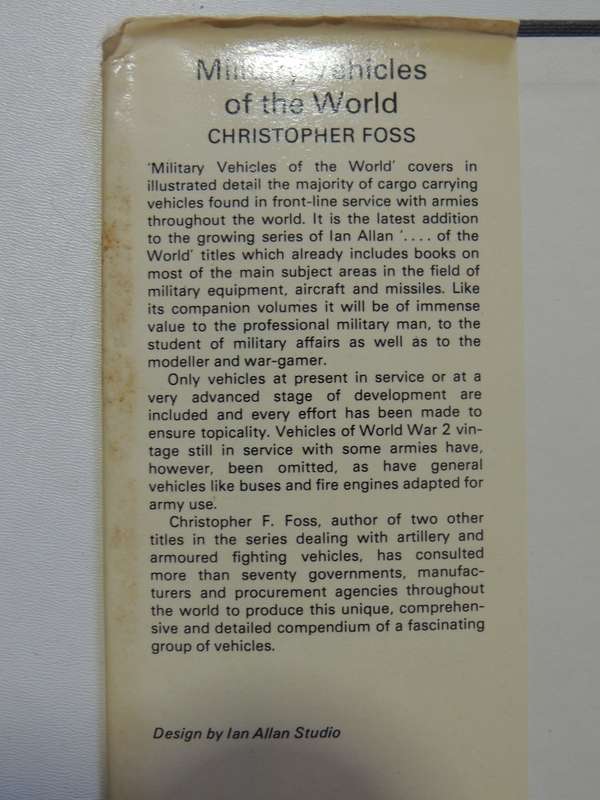 Military Vehicles
of the World
CHRISTOPHER FOSS
'Military Vehicles of the World' covers in
illustrated detail the majority of cargo carrying
vehicles found in front-line service with armies
throughout the world. It is the latest addition
to the growing series of Ian Allan '.... of the
World' titles which already includes books on
most of the main subject areas in the field of
military equipment, aircraft and missiles. Like
its companion volumes it will be of immense
value to the professional military man, to the
student of military affairs as well as to the
modeller and war-gamer.
Only vehicles at present in service or at a
very advanced stage of development are
included and every effort has been made to
ensure topicality. Vehicles of World War 2 vin-
tage still in service with some armies have,
however, been omitted, as have general
vehicles like buses and fire engines adapted for
army use.
Christopher F. Foss, author of two other
titles in the series dealing with artillery and
armoured fighting vehicles, has consulted
more than seventy governments, manufac-
turers and procurement agencies throughout
the world to produce this unique, comprehen-
sive and detailed compendium of a fascinating
group of vehicles.
Design by Ian Allan Studio